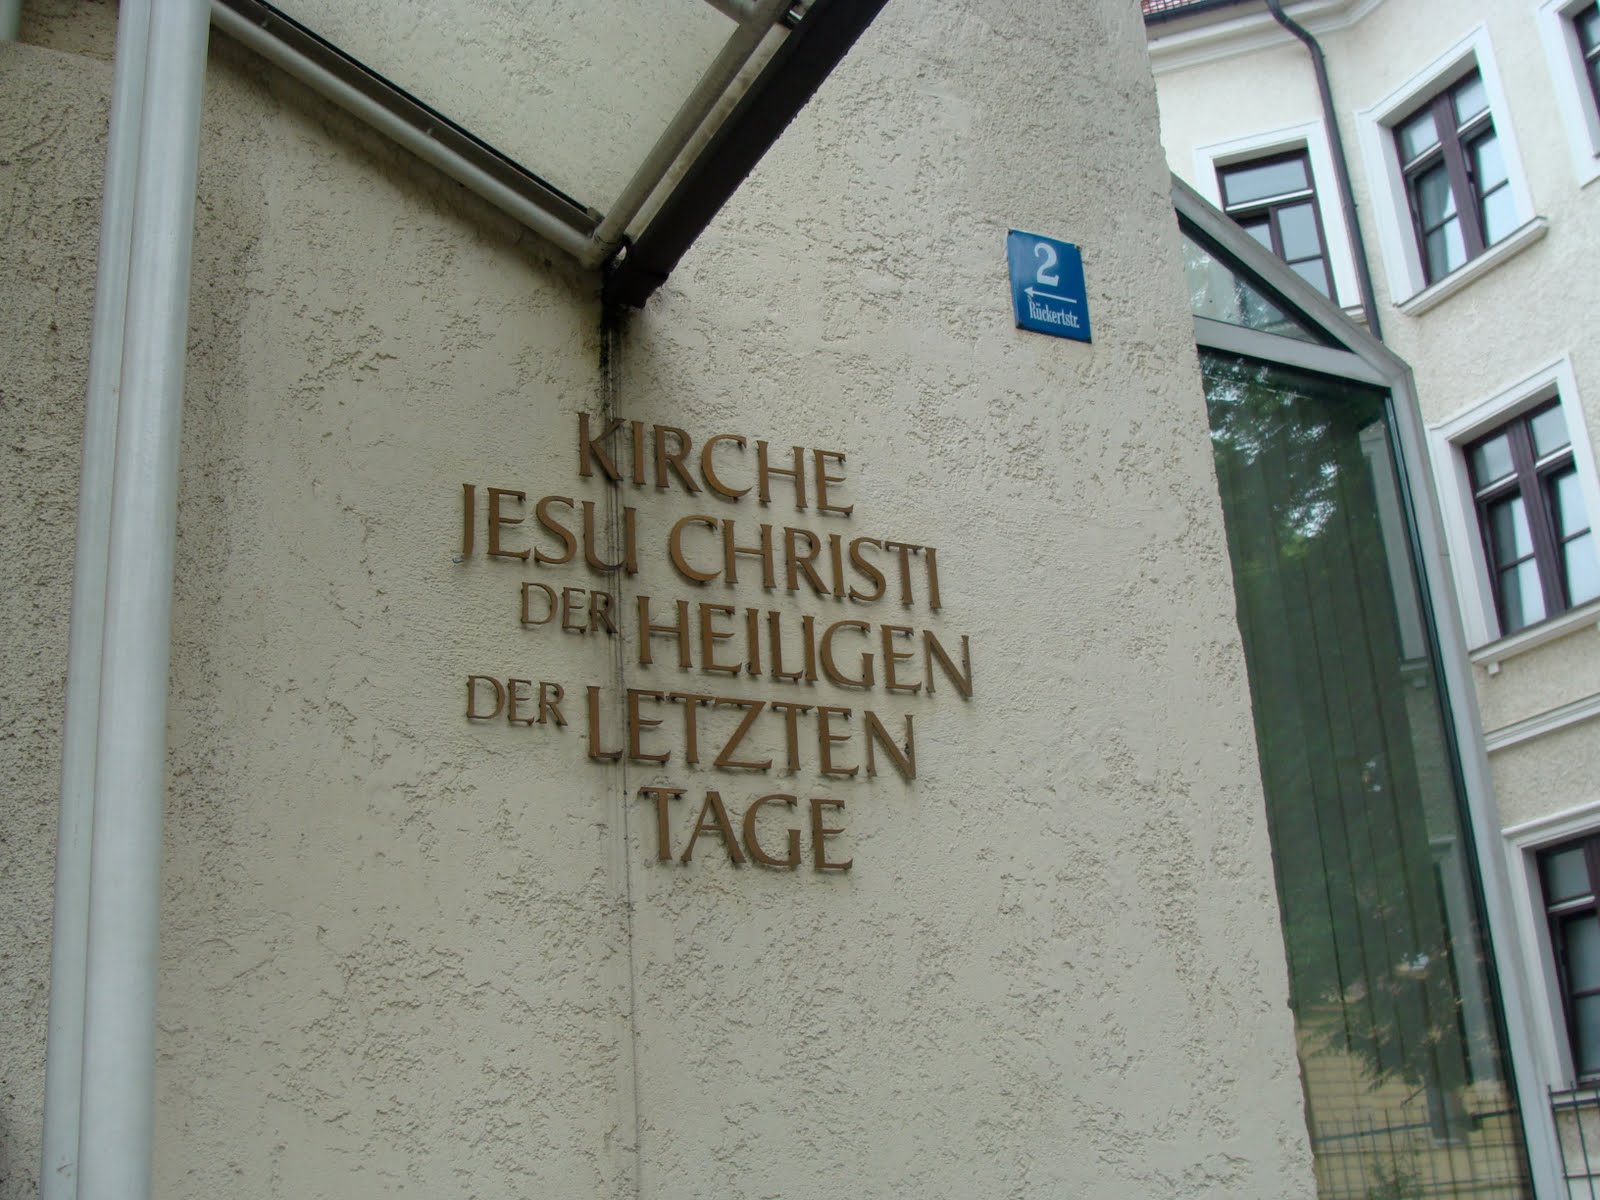 KIRCHE
JESU CHRISTI
DER HEILIGEN
DER LETZTEN
TAGE
2
Rückertstr.